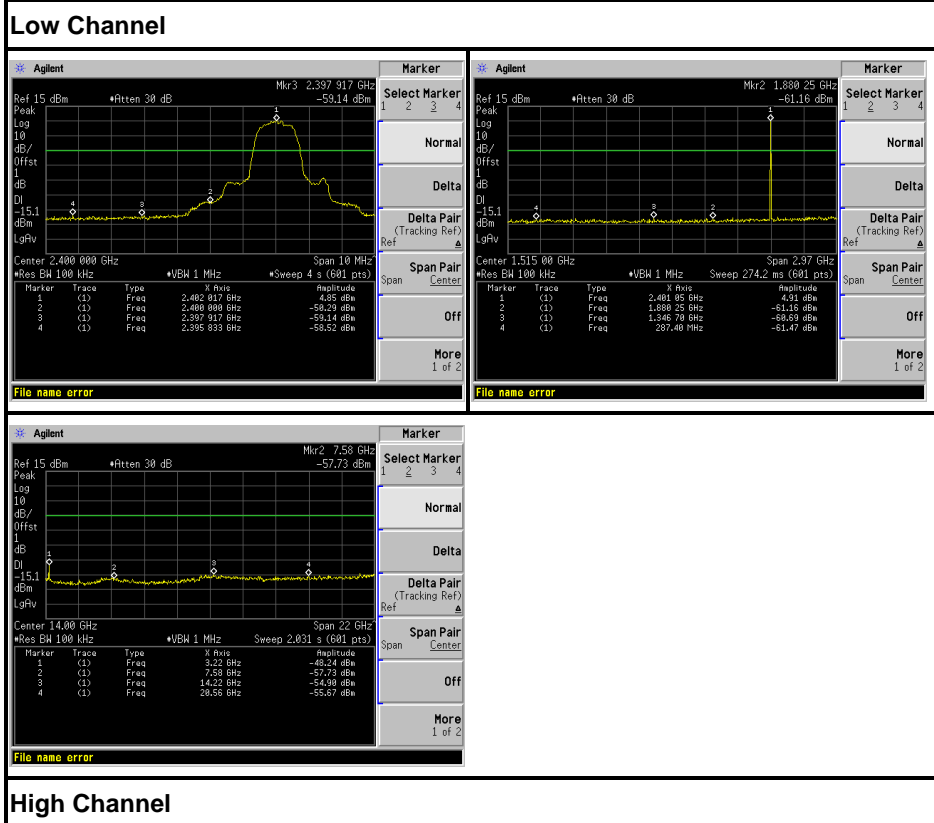 Low Channel
Agilent
Marker
Mkr3 2.397 917 GHz
Ref 15 dBm #Atten 30 dB -59.14 dBm
Peak
Log
10
dB/
Offst
1
dB
DI
-15.1
dBm
LgAv
1
2
3
4
Center 2.400 000 GHz Span 10 MHz
#Res BW 100 kHz #VBW 1 MHz #Sweep 4 s (601 pts)
Marker Trace Type X Axis Amplitude
1 (1) Freq 2.402 017 GHz 4.85 dBm
2 (1) Freq 2.400 000 GHz -50.29 dBm
3 (1) Freq 2.397 917 GHz -59.14 dBm
4 (1) Freq 2.395 833 GHz -58.52 dBm
File name error
Select Marker
1 2 3 4
Normal
Delta
Delta Pair
(Tracking Ref)
Ref Δ
Span Pair
Span Center
Off
More
1 of 2
Agilent
Marker
Mkr2 1.880 25 GHz
Ref 15 dBm #Atten 30 dB -61.16 dBm
Peak
Log
10
dB/
Offst
1
dB
DI
-15.1
dBm
LgAv
1
4
3
2
Center 1.515 00 GHz Span 2.97 GHz
#Res BW 100 kHz #VBW 1 MHz Sweep 274.2 ms (601 pts)
Marker Trace Type X Axis Amplitude
1 (1) Freq 2.401 05 GHz 4.91 dBm
2 (1) Freq 1.880 25 GHz -61.16 dBm
3 (1) Freq 1.346 70 GHz -60.69 dBm
4 (1) Freq 287.40 MHz -61.47 dBm
File name error
Select Marker
1 2 3 4
Normal
Delta
Delta Pair
(Tracking Ref)
Ref Δ
Span Pair
Span Center
Off
More
1 of 2
Agilent
Marker
Mkr2 7.58 GHz
Ref 15 dBm #Atten 30 dB -57.73 dBm
Peak
Log
10
dB/
Offst
1
dB
DI
-15.1
dBm
LgAv
1
2
3
4
Center 14.00 GHz Span 22 GHz
#Res BW 100 kHz #VBW 1 MHz Sweep 2.031 s (601 pts)
Marker Trace Type X Axis Amplitude
1 (1) Freq 3.22 GHz -48.24 dBm
2 (1) Freq 7.58 GHz -57.73 dBm
3 (1) Freq 14.22 GHz -54.90 dBm
4 (1) Freq 20.56 GHz -55.67 dBm
File name error
Select Marker
1 2 3 4
Normal
Delta
Delta Pair
(Tracking Ref)
Ref Δ
Span Pair
Span Center
Off
More
1 of 2
High Channel